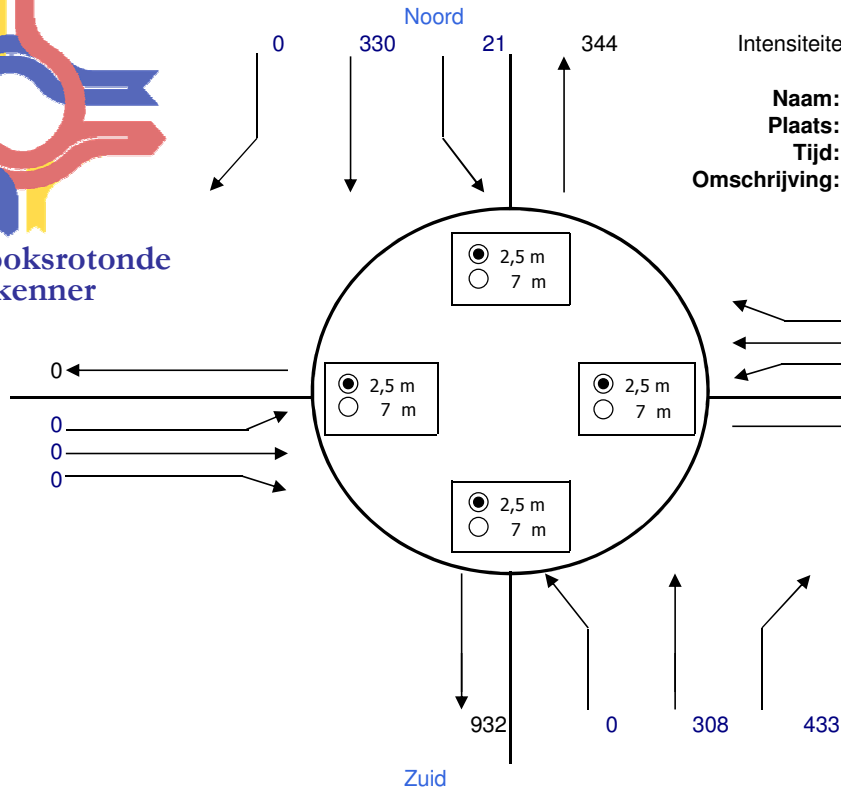 Noord
0 330 21 344 Intensiteite
Naam:
Plaats:
Tijd:
Omschrijving:
ooksrotonde
kenner
2,5 m
7 m
0
2,5 m
7 m
2,5 m
7 m
0
0
0
2,5 m
7 m
932 0 308 433
Zuid